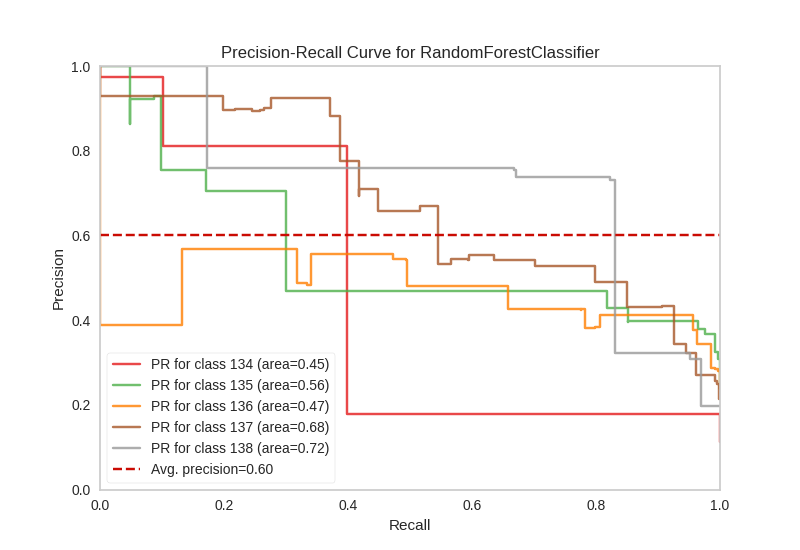 Precision-Recall Curve for RandomForestClassifier
1.0
0.8
0.6
0.4
0.2
0.0
Precision
PR for class 134 (area=0.45)
PR for class 135 (area=0.56)
PR for class 136 (area=0.47)
PR for class 137 (area=0.68)
PR for class 138 (area=0.72)
Avg. precision=0.60
0.0 0.2 0.4 0.6 0.8 1.0
Recall